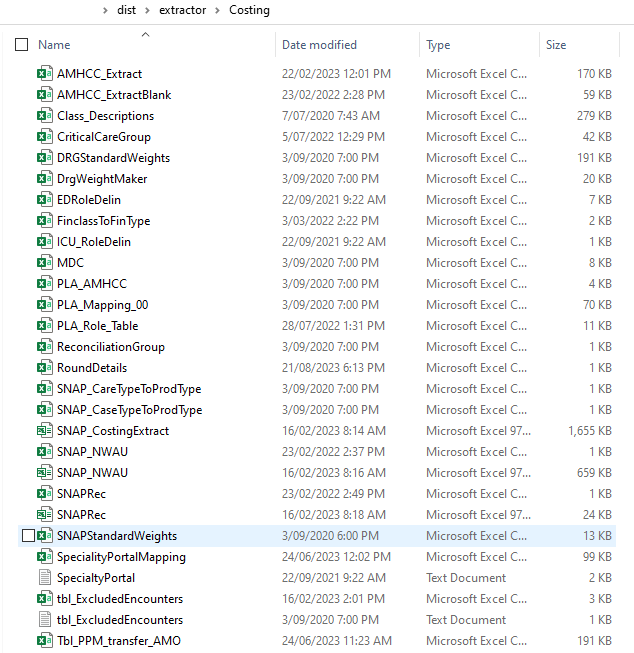 > dist > extractor > Costing
Name Date modified Type Size
AMHCC_Extract 22/02/2023 12:01 PM Microsoft Excel C... 170 KB
AMHCC_ExtractBlank 23/02/2022 2:28 PM Microsoft Excel C... 59 KB
Class_Descriptions 7/07/2020 7:43 AM Microsoft Excel C... 279 KB
CriticalCareGroup 5/07/2022 12:29 PM Microsoft Excel C... 42 KB
DRGStandardWeights 3/09/2020 7:00 PM Microsoft Excel C... 191 KB
DrgWeightMaker 3/09/2020 7:00 PM Microsoft Excel C... 20 KB
EDRoleDelin 22/09/2021 9:22 AM Microsoft Excel C... 7 KB
FinclassToFinType 3/03/2022 2:22 PM Microsoft Excel C... 2 KB
ICU_RoleDelin 22/09/2021 9:22 AM Microsoft Excel C... 1 KB
MDC 3/09/2020 7:00 PM Microsoft Excel C... 8 KB
PLA_AMHCC 3/09/2020 7:00 PM Microsoft Excel C... 4 KB
PLA_Mapping_00 3/09/2020 7:00 PM Microsoft Excel C... 70 KB
PLA_Role_Table 28/07/2022 1:31 PM Microsoft Excel C... 11 KB
ReconciliationGroup 3/09/2020 7:00 PM Microsoft Excel C... 1 KB
RoundDetails 21/08/2023 6:13 PM Microsoft Excel C... 1 KB
SNAP_CareTypeToProdType 3/09/2020 7:00 PM Microsoft Excel C... 1 KB
SNAP_CaseTypeToProdType 3/09/2020 7:00 PM Microsoft Excel C... 1 KB
SNAP_CostingExtract 16/02/2023 8:14 AM Microsoft Excel 97... 1,655 KB
SNAP_NWAU 23/02/2022 2:37 PM Microsoft Excel C... 1 KB
SNAP_NWAU 16/02/2023 8:16 AM Microsoft Excel 97... 659 KB
SNAPRec 23/02/2022 2:49 PM Microsoft Excel C... 1 KB
SNAPRec 16/02/2023 8:18 AM Microsoft Excel 97... 24 KB
SNAPStandardWeights 3/09/2020 6:00 PM Microsoft Excel C... 13 KB
SpecialityPortalMapping 24/06/2023 12:02 PM Microsoft Excel C... 99 KB
SpecialtyPortal 22/09/2021 9:22 AM Text Document 2 KB
tbl_ExcludedEncounters 16/02/2023 2:01 PM Microsoft Excel C... 3 KB
tbl_ExcludedEncounters 3/09/2020 7:00 PM Text Document 1 KB
Tbl_PPM_transfer_AMO 24/06/2023 11:23 AM Microsoft Excel C... 191 KB